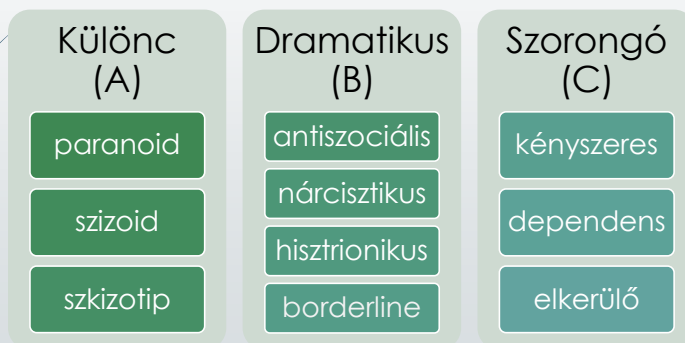 Különc
(A)
paranoid
szizoid
szkizotip
Dramatikus
(B)
antiszociális
nárcisztikus
hisztrionikus
borderline
Szorongó
(C)
kényszeres
dependens
elkerülő